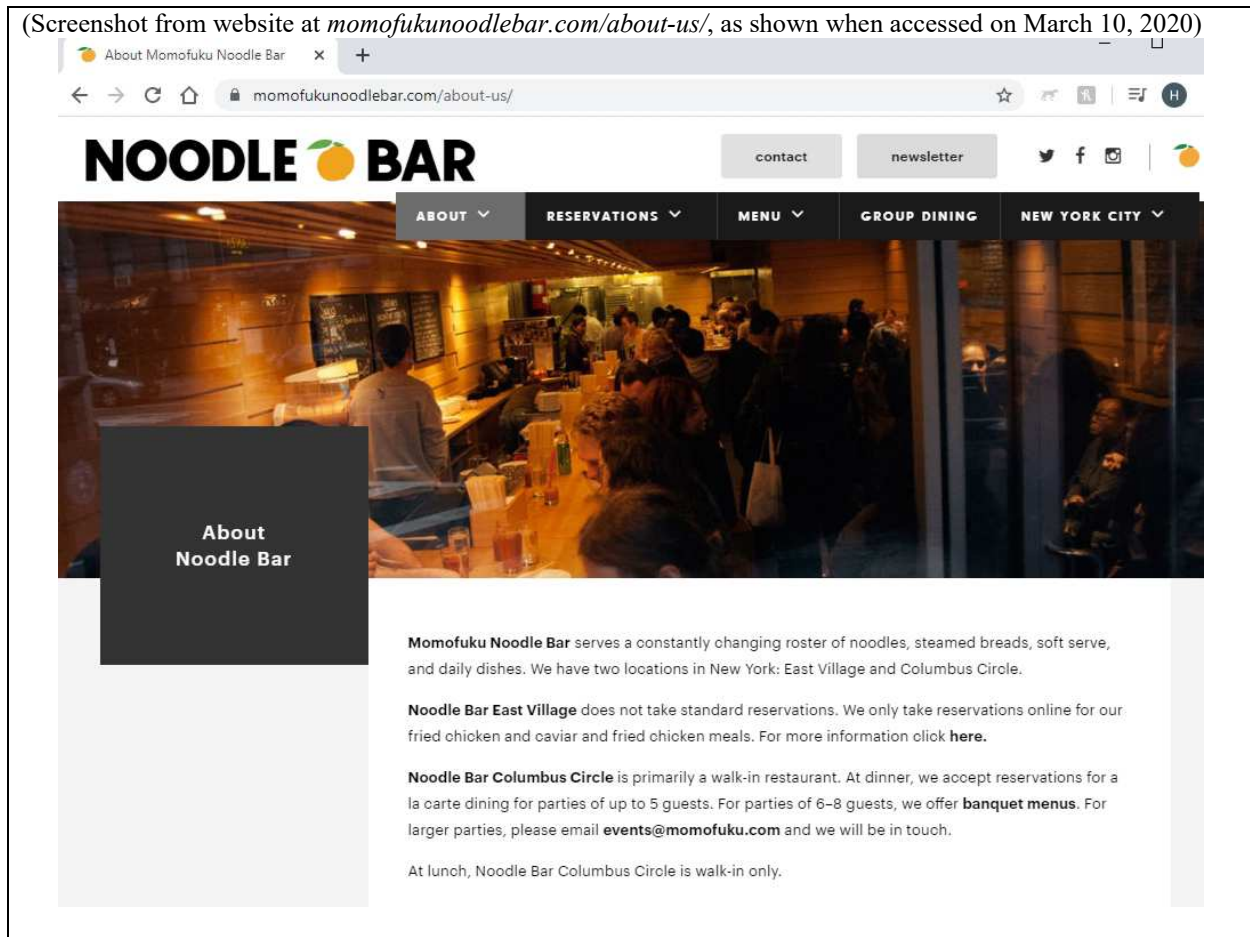 (Screenshot from website at momofukunoodlebar.com/about-us/, as shown when accessed on March 10, 2020)
About Momofuku Noodle Bar
momofukunoodlebar.com/about-us/
H
NOODLE BAR
contact
newsletter
ABOUT
RESERVATIONS
MENU
GROUP DINING
NEW YORK CITY
About
Noodle Bar
Momofuku Noodle Bar serves a constantly changing roster of noodles, steamed breads, soft serve,
and daily dishes. We have two locations in New York: East Village and Columbus Circle.
Noodle Bar East Village does not take standard reservations. We only take reservations online for our
fried chicken and caviar and fried chicken meals. For more information click here.
Noodle Bar Columbus Circle is primarily a walk-in restaurant. At dinner, we accept reservations for a
la carte dining for parties of up to 5 guests. For parties of 6–8 guests, we offer banquet menus. For
larger parties, please email events@momofuku.com and we will be in touch.
At lunch, Noodle Bar Columbus Circle is walk-in only.